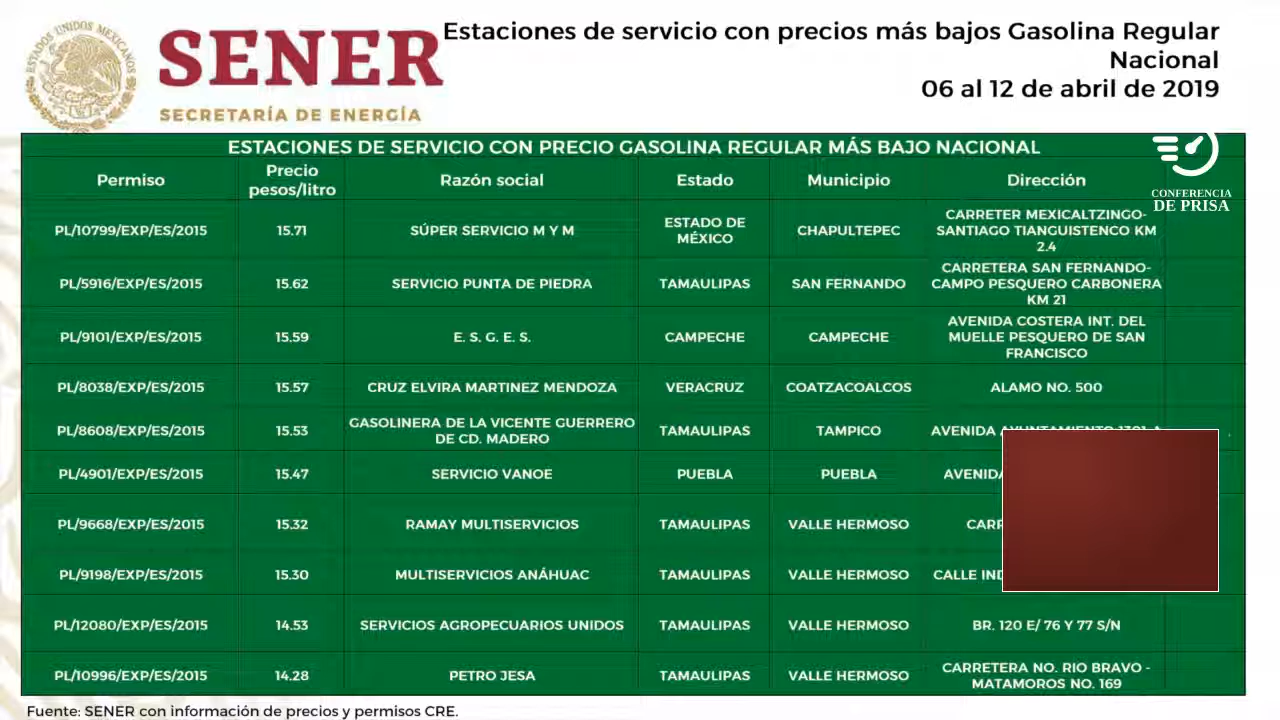 ESTADOS UNIDOS MEXICANOS
SENER
SECRETARÍA DE ENERGÍA
Estaciones de servicio con precios más bajos Gasolina Regular
Nacional
06 al 12 de abril de 2019
ESTACIONES DE SERVICIO CON PRECIO GASOLINA REGULAR MÁS BAJO NACIONAL
CONFERENCIA
DE PRISA
Permiso Precio pesos/litro Razón social Estado Municipio Dirección
PL/10799/EXP/ES/2015 15.71 SÚPER SERVICIO M Y M ESTADO DE MÉXICO CHAPULTEPEC CARRETER MEXICALTZINGO-SANTIAGO TIANGUISTENCO KM 2.4
PL/5916/EXP/ES/2015 15.62 SERVICIO PUNTA DE PIEDRA TAMAULIPAS SAN FERNANDO CARRETERA SAN FERNANDO-CAMPO PESQUERO CARBONERA KM 21
PL/9101/EXP/ES/2015 15.59 E. S. G. E. S. CAMPECHE CAMPECHE AVENIDA COSTERA INT. DEL MUELLE PESQUERO DE SAN FRANCISCO
PL/8038/EXP/ES/2015 15.57 CRUZ ELVIRA MARTINEZ MENDOZA VERACRUZ COATZACOALCOS ALAMO NO. 500
PL/8608/EXP/ES/2015 15.53 GASOLINERA DE LA VICENTE GUERRERO DE CD. MADERO TAMAULIPAS TAMPICO AVENIDA
PL/4901/EXP/ES/2015 15.47 SERVICIO VANOE PUEBLA PUEBLA AVENIDA
PL/9668/EXP/ES/2015 15.32 RAMAY MULTISERVICIOS TAMAULIPAS VALLE HERMOSO
PL/9198/EXP/ES/2015 15.30 MULTISERVICIOS ANÁHUAC TAMAULIPAS VALLE HERMOSO CALLE
PL/12080/EXP/ES/2015 14.53 SERVICIOS AGROPECUARIOS UNIDOS TAMAULIPAS VALLE HERMOSO BR. 120 E/ 76 Y 77 S/N
PL/10996/EXP/ES/2015 14.28 PETRO JESA TAMAULIPAS VALLE HERMOSO CARRETERA NO. RIO BRAVO - MATAMOROS NO. 169
Fuente: SENER con información de precios y permisos CRE.